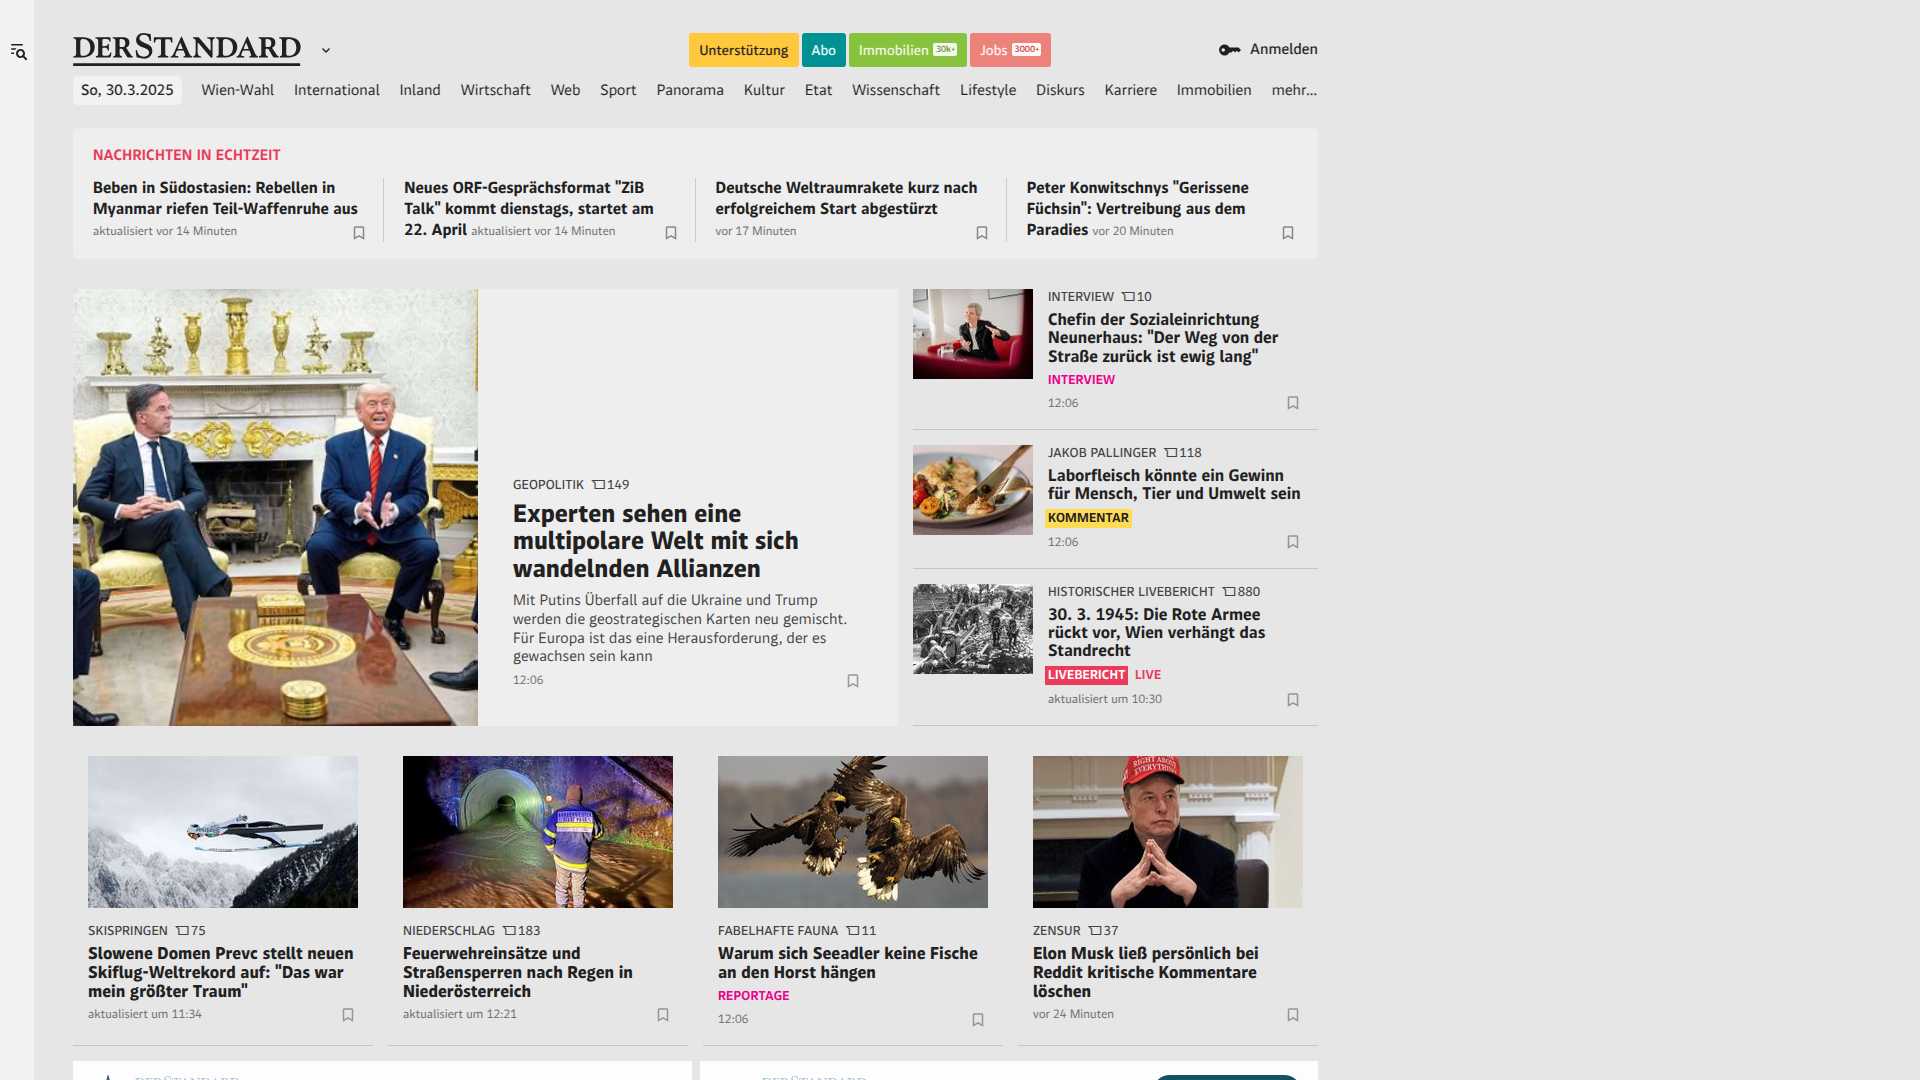 DERSTANDARD
Unterstützung
Abo
Immobilien 30k+
Jobs 3000+
Anmelden
So, 30.3.2025
Wien-Wahl
International
Inland
Wirtschaft
Web
Sport
Panorama
Kultur
Etat
Wissenschaft
Lifestyle
Diskurs
Karriere
Immobilien
mehr...
NACHRICHTEN IN ECHTZEIT
Beben in Südostasien: Rebellen in
Myanmar riefen Teil-Waffenruhe aus
aktualisiert vor 14 Minuten
Neues ORF-Gesprächsformat "ZiB
Talk" kommt dienstags, startet am
22. April aktualisiert vor 14 Minuten
Deutsche Weltraumrakete kurz nach
erfolgreichem Start abgestürzt
vor 17 Minuten
Peter Konwitschnys "Gerissene
Füchsin": Vertreibung aus dem
Paradies vor 20 Minuten
GEOPOLITIK 149
Experten sehen eine
multipolare Welt mit sich
wandelnden Allianzen
Mit Putins Überfall auf die Ukraine und Trump
werden die geostrategischen Karten neu gemischt.
Für Europa ist das eine Herausforderung, der es
gewachsen sein kann
12:06
INTERVIEW 10
Chefin der Sozialeinrichtung
Neunerhaus: "Der Weg von der
Straße zurück ist ewig lang"
INTERVIEW
12:06
JAKOB PALLINGER 118
Laborfleisch könnte ein Gewinn
für Mensch, Tier und Umwelt sein
KOMMENTAR
12:06
HISTORISCHER LIVEBERICHT 880
30. 3. 1945: Die Rote Armee
rückt vor, Wien verhängt das
Standrecht
LIVEBERICHT LIVE
aktualisiert um 10:30
SKISPRINGEN 75
Slowene Domen Prevc stellt neuen
Skiflug-Weltrekord auf: "Das war
mein größter Traum"
aktualisiert um 11:34
NIEDERSCHLAG 183
Feuerwehreinsätze und
Straßensperren nach Regen in
Niederösterreich
aktualisiert um 12:21
FABELHAFTE FAUNA 11
Warum sich Seeadler keine Fische
an den Horst hängen
REPORTAGE
12:06
RIGHT ABOUT
EVERYTHING
ZENSUR 37
Elon Musk ließ persönlich bei
Reddit kritische Kommentare
löschen
vor 24 Minuten
DERSTANDARD
DERSTANDARD